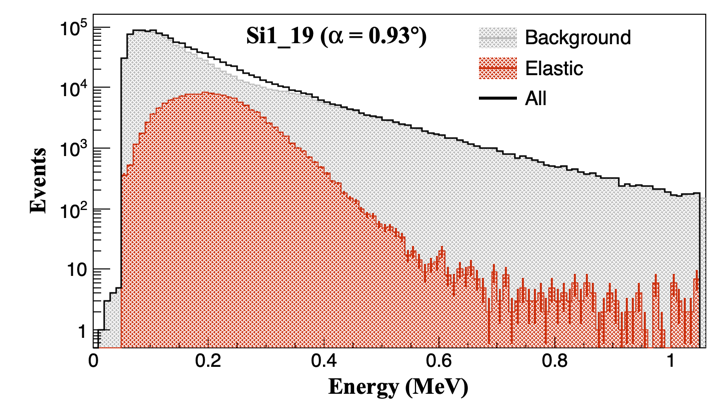 Si1_19 (α = 0.93°)
Background
Elastic
All
Events
10⁵
10⁴
10³
10²
10
1
0 0.2 0.4 0.6 0.8 1
Energy (MeV)